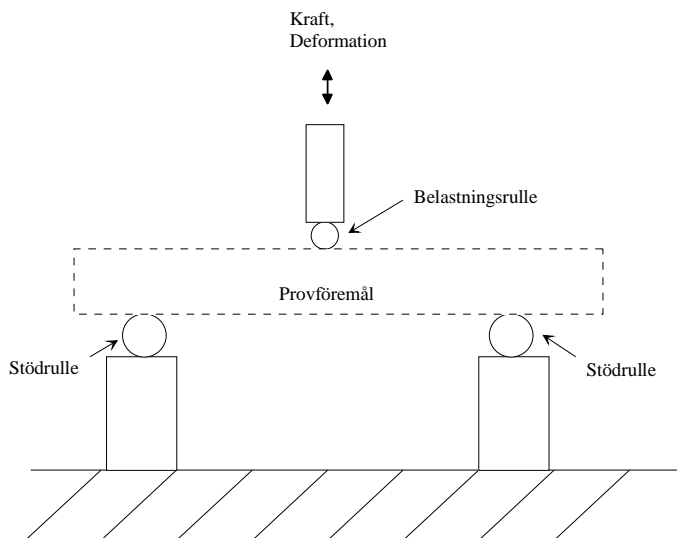 Kraft,
Deformation
Belastningsrulle
Provföremål
Stödrulle
Stödrulle